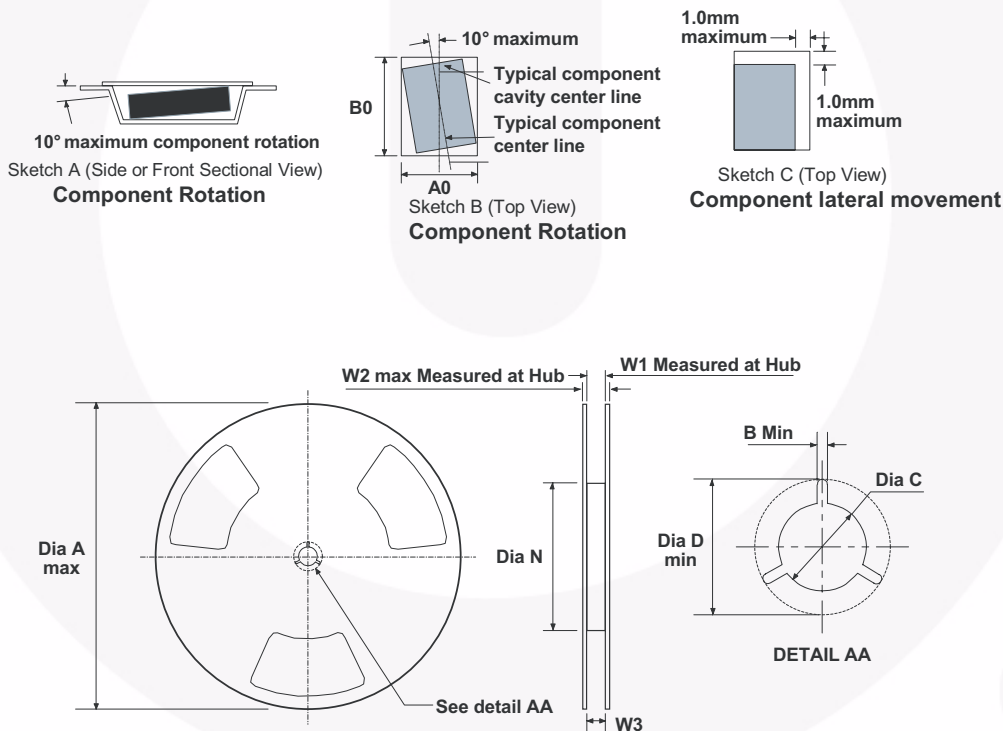 10° maximum component rotation
Sketch A (Side or Front Sectional View)
Component Rotation
10° maximum
Typical component
cavity center line
B0
Typical component
center line
A0
Sketch B (Top View)
Component Rotation
1.0mm
maximum
1.0mm
maximum
Sketch C (Top View)
Component lateral movement
W2 max Measured at Hub
W1 Measured at Hub
Dia A
max
See detail AA
Dia N
W3
B Min
Dia C
Dia D
min
DETAIL AA